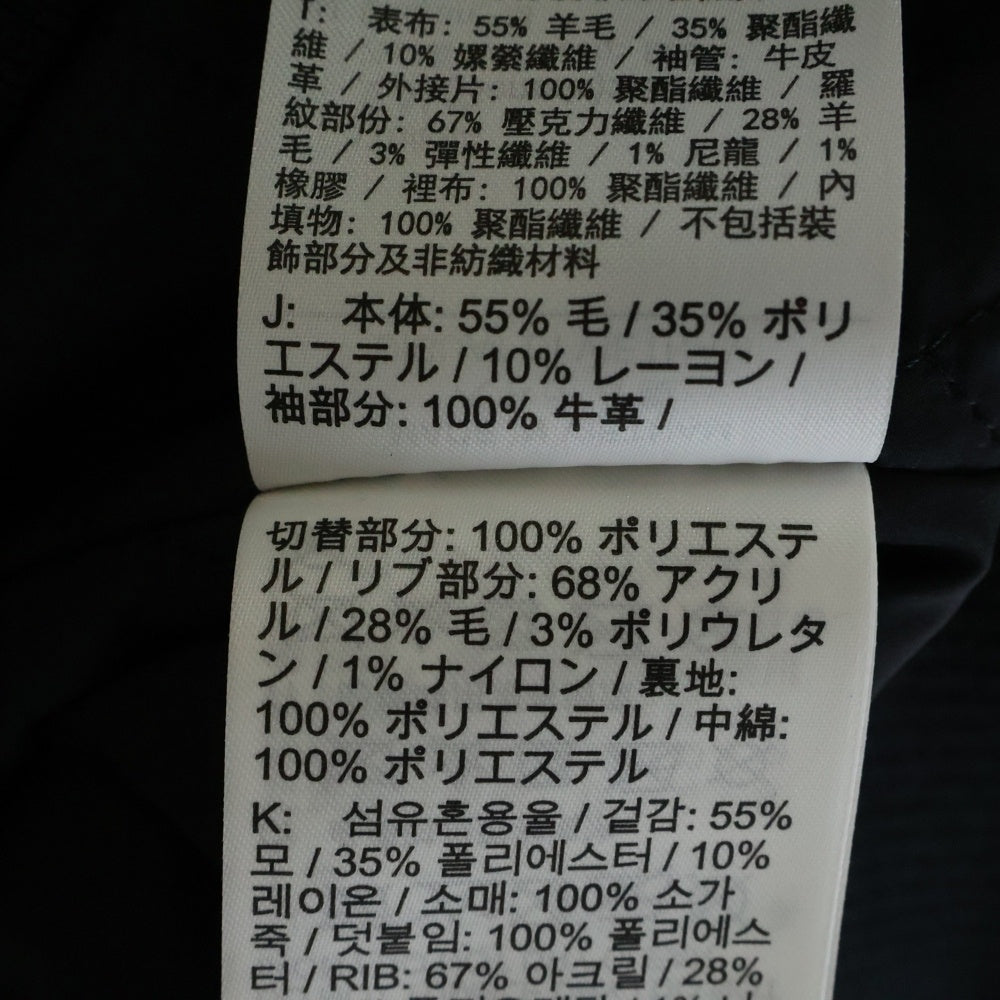 T: 表布: 55% 羊毛 / 35% 聚酯纖
維 / 10% 嫘縈纖維 / 袖管: 牛皮
革 / 外接片: 100% 聚酯纖維 / 羅
紋部份: 67% 壓克力纖維 / 28% 羊
毛 / 3% 彈性纖維 / 1% 尼龍 / 1%
橡膠 / 裡布: 100% 聚酯纖維 / 內
填物: 100% 聚酯纖維 / 不包括裝
飾部分及非紡織材料
J: 本体: 55% 毛 / 35% ポリ
エステル / 10% レーヨン /
袖部分: 100% 牛革 /
切替部分: 100% ポリエステ
ル / リブ部分: 68% アクリ
ル / 28% 毛 / 3% ポリウレタ
ン / 1% ナイロン / 裏地:
100% ポリエステル / 中綿:
100% ポリエステル
K: 섬유혼용율 / 겉감: 55%
모 / 35% 폴리에스터 / 10%
레이온 / 소매: 100% 소가
죽 / 덧붙임: 100% 폴리에스
터 / RIB: 67% 아크릴 / 28%